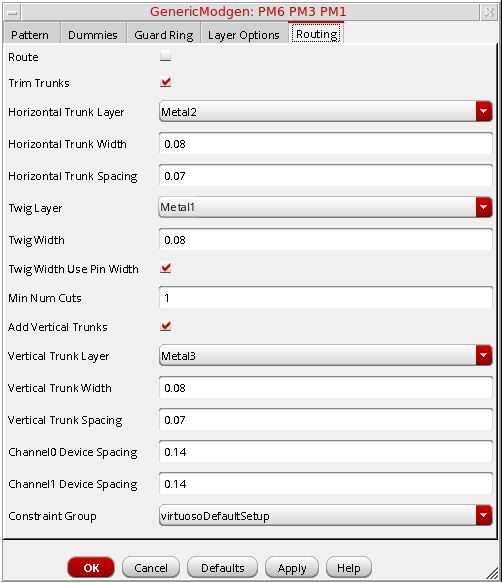 GenericModgen: PM6 PM3 PM1
Pattern Dummies Guard Ring Layer Options Routing
Route
Trim Trunks
Horizontal Trunk Layer Metal2
Horizontal Trunk Width 0.08
Horizontal Trunk Spacing 0.07
Twig Layer Metal1
Twig Width 0.08
Twig Width Use Pin Width
Min Num Cuts 1
Add Vertical Trunks
Vertical Trunk Layer Metal3
Vertical Trunk Width 0.08
Vertical Trunk Spacing 0.07
Channel0 Device Spacing 0.14
Channel1 Device Spacing 0.14
Constraint Group virtuosoDefaultSetup
OK Cancel Defaults Apply Help